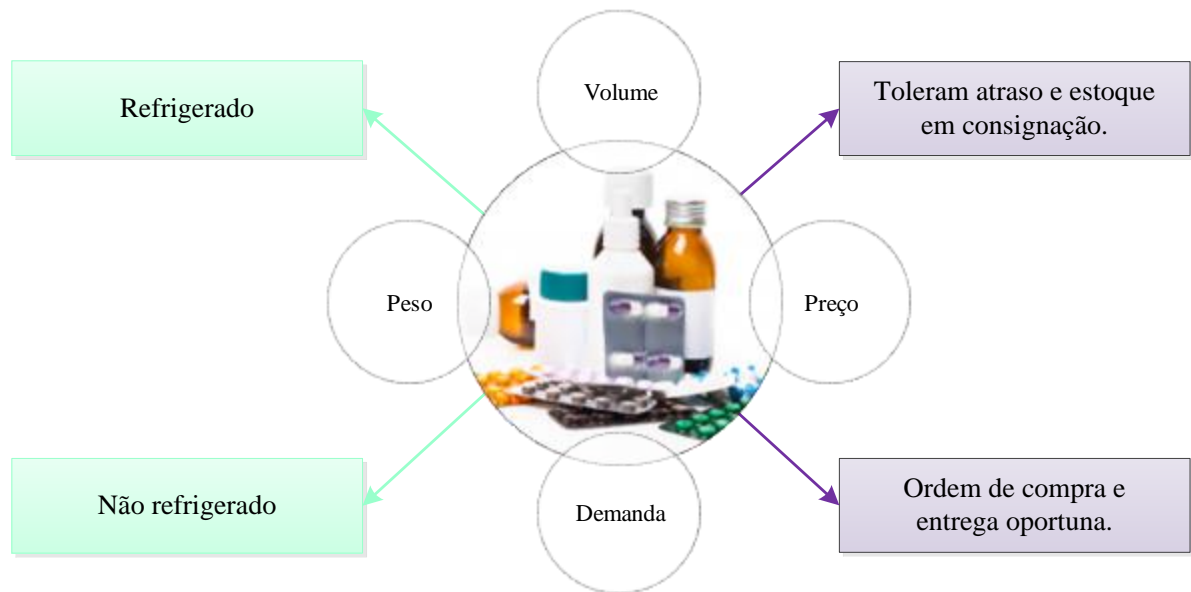 Volume
Refrigerado
Toleram atraso e estoque
em consignação.
Peso
Preço
Não refrigerado
Ordem de compra e
entrega oportuna.
Demanda